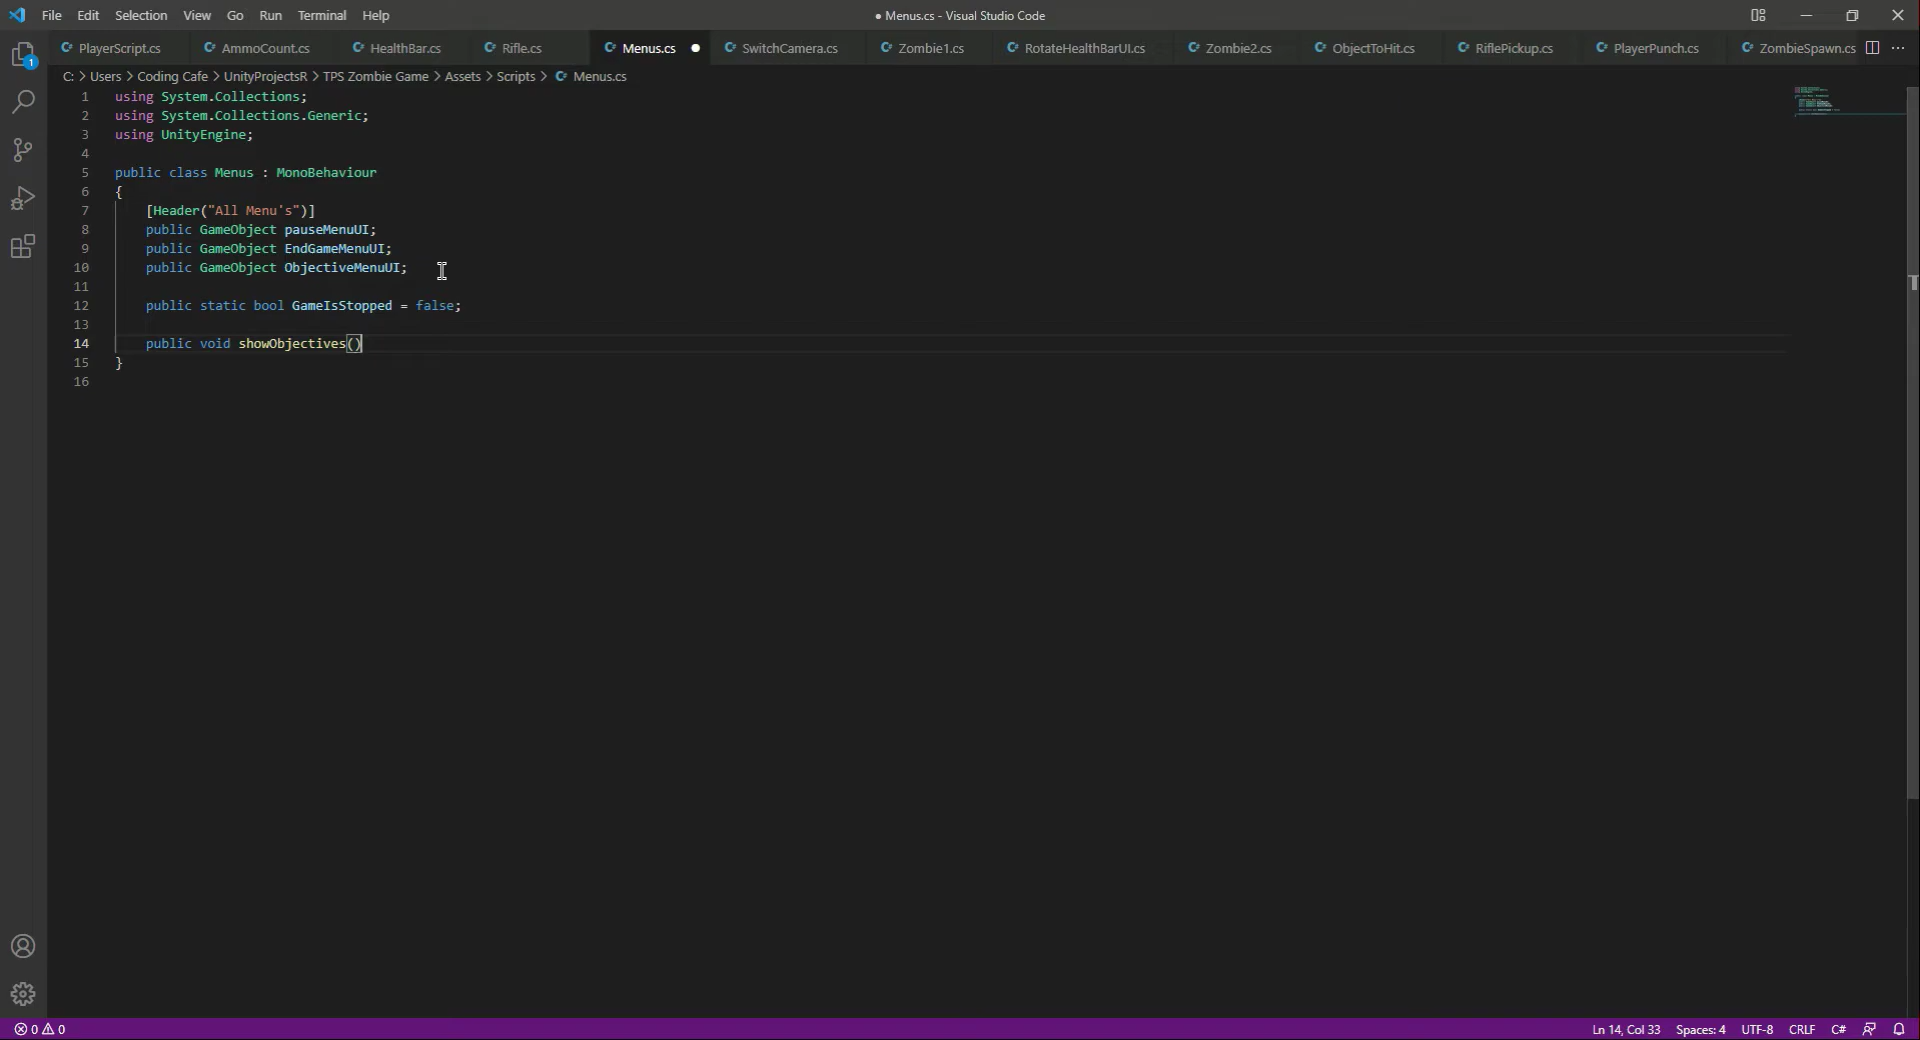 File Edit Selection View Go Run Terminal Help ● Menus.cs - Visual Studio Code
PlayerScript.cs AmmoCount.cs HealthBar.cs Rifle.cs Menus.cs ● SwitchCamera.cs Zombie1.cs RotateHealthBarUI.cs Zombie2.cs ObjectToHit.cs RiflePickup.cs PlayerPunch.cs ZombieSpawn.cs
C: > Users > Coding Cafe > UnityProjectsR > TPS Zombie Game > Assets > Scripts > Menus.cs
1 using System.Collections;
2 using System.Collections.Generic;
3 using UnityEngine;
4
5 public class Menus : MonoBehaviour
6 {
7 [Header("All Menu's")]
8 public GameObject pauseMenuUI;
9 public GameObject EndGameMenuUI;
10 public GameObject ObjectiveMenuUI;
11
12 public static bool GameIsStopped = false;
13
14 public void showObjectives()
15 }
16
1
0 0 Ln 14, Col 33 Spaces: 4 UTF-8 CRLF C#